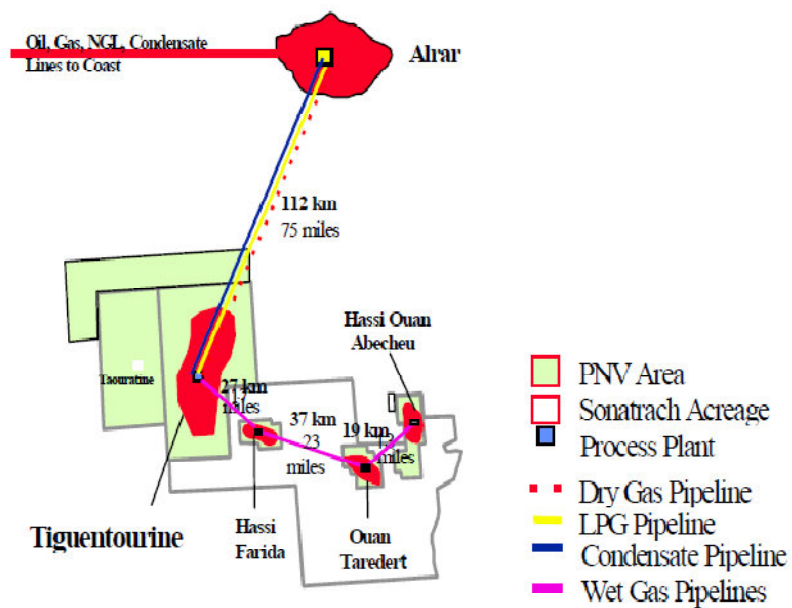 Oil, Gas, NGL, Condensate
Lines to Coast
Alrar
112 km
75 miles
Hassi Ouan
Abecheu
Taouratine
27 km
17
miles
37 km
23
miles
19 km
miles
Tiguentourine
Hassi
Farida
Ouan
Taredert
PNV Area
Sonatrach Acreage
Process Plant
Dry Gas Pipeline
LPG Pipeline
Condensate Pipeline
Wet Gas Pipelines